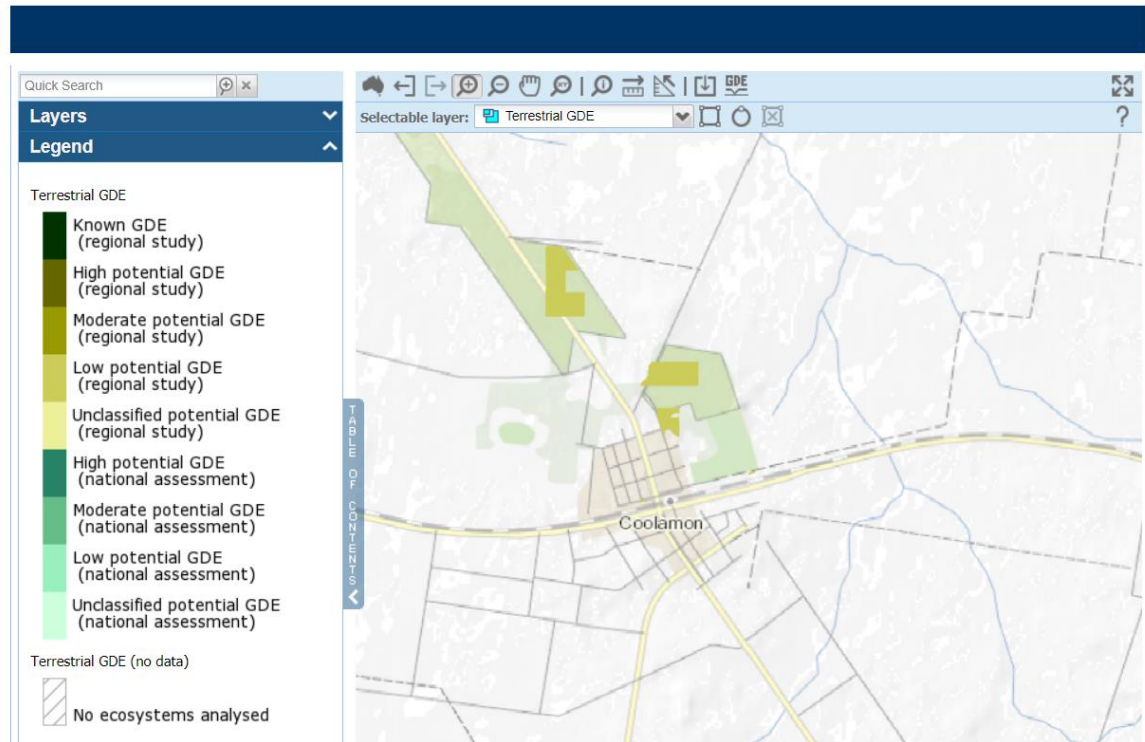 Quick Search
GDE
Layers
Selectable layer: Terrestrial GDE
?
Legend
Terrestrial GDE
Known GDE
(regional study)
High potential GDE
(regional study)
Moderate potential GDE
(regional study)
Low potential GDE
(regional study)
Unclassified potential GDE
(regional study)
High potential GDE
(national assessment)
Moderate potential GDE
(national assessment)
Low potential GDE
(national assessment)
Unclassified potential GDE
(national assessment)
Terrestrial GDE (no data)
No ecosystems analysed
TABLE OF CONTENTS
Coolamon